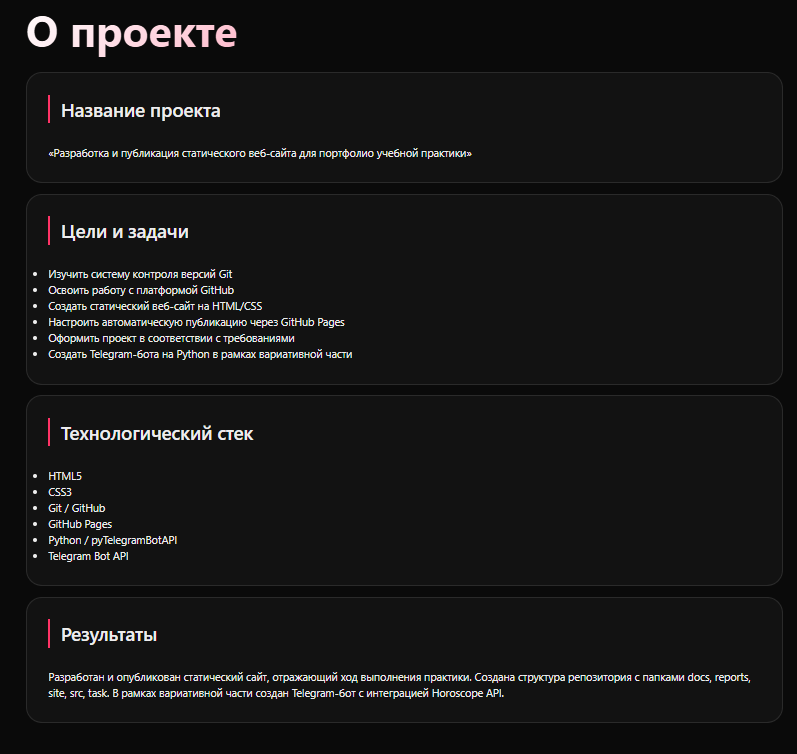 О проекте
Название проекта
«Разработка и публикация статического веб-сайта для портфолио учебной практики»
Цели и задачи
• Изучить систему контроля версий Git
• Освоить работу с платформой GitHub
• Создать статический веб-сайт на HTML/CSS
• Настроить автоматическую публикацию через GitHub Pages
• Оформить проект в соответствии с требованиями
• Создать Telegram-бота на Python в рамках вариативной части
Технологический стек
• HTML5
• CSS3
• Git / GitHub
• GitHub Pages
• Python / pyTelegramBotAPI
• Telegram Bot API
Результаты
Разработан и опубликован статический сайт, отражающий ход выполнения практики. Создана структура репозитория с папками docs, reports,
site, src, task. В рамках вариативной части создан Telegram-бот с интеграцией Horoscope API.